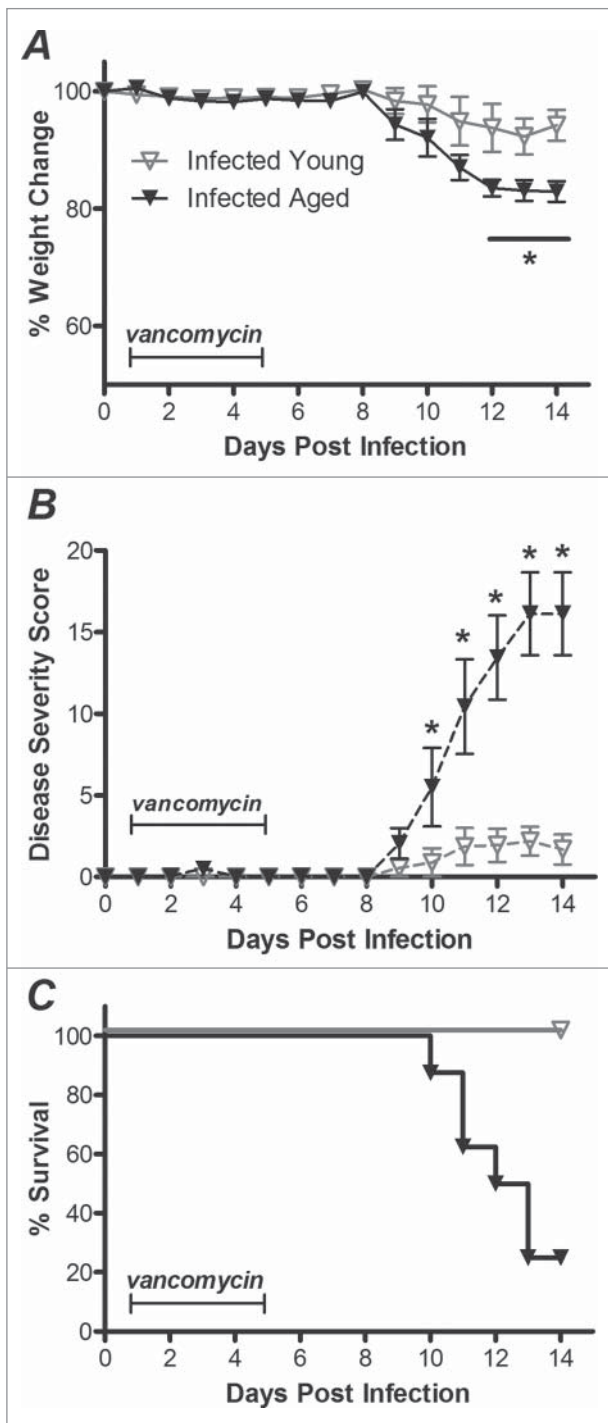 A
% Weight Change
100
80
60
Infected Young
Infected Aged
*
vancomycin
0 2 4 6 8 10 12 14
Days Post Infection
B
Disease Severity Score
20
15
10
5
0
* * * * *
vancomycin
0 2 4 6 8 10 12 14
Days Post Infection
C
% Survival
100
80
60
40
20
0
vancomycin
0 2 4 6 8 10 12 14
Days Post Infection